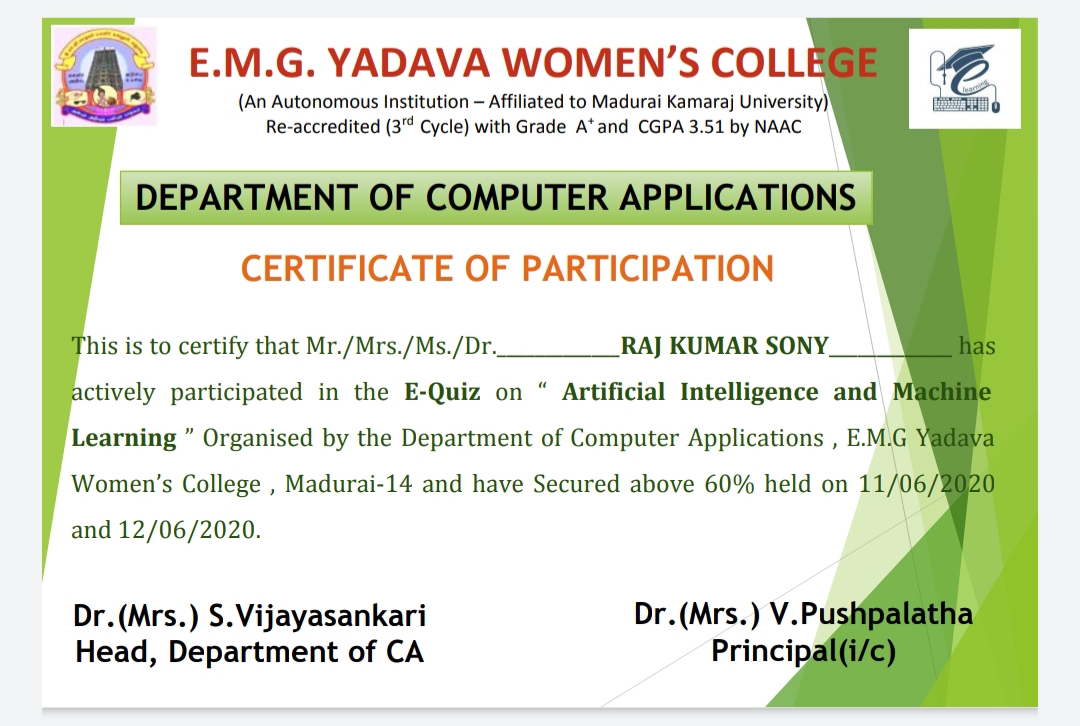 E.M.G. YADAVA WOMEN'S COLLEGE
(An Autonomous Institution – Affiliated to Madurai Kamaraj University)
Re-accredited (3rd Cycle) with Grade A+ and CGPA 3.51 by NAAC
e learning
DEPARTMENT OF COMPUTER APPLICATIONS
CERTIFICATE OF PARTICIPATION
This is to certify that Mr./Mrs./Ms./Dr.___________RAJ KUMAR SONY___________ has
actively participated in the E-Quiz on “ Artificial Intelligence and Machine
Learning ” Organised by the Department of Computer Applications , E.M.G Yadava
Women’s College , Madurai-14 and have Secured above 60% held on 11/06/2020
and 12/06/2020.
Dr.(Mrs.) S.Vijayasankari
Head, Department of CA
Dr.(Mrs.) V.Pushpalatha
Principal(i/c)